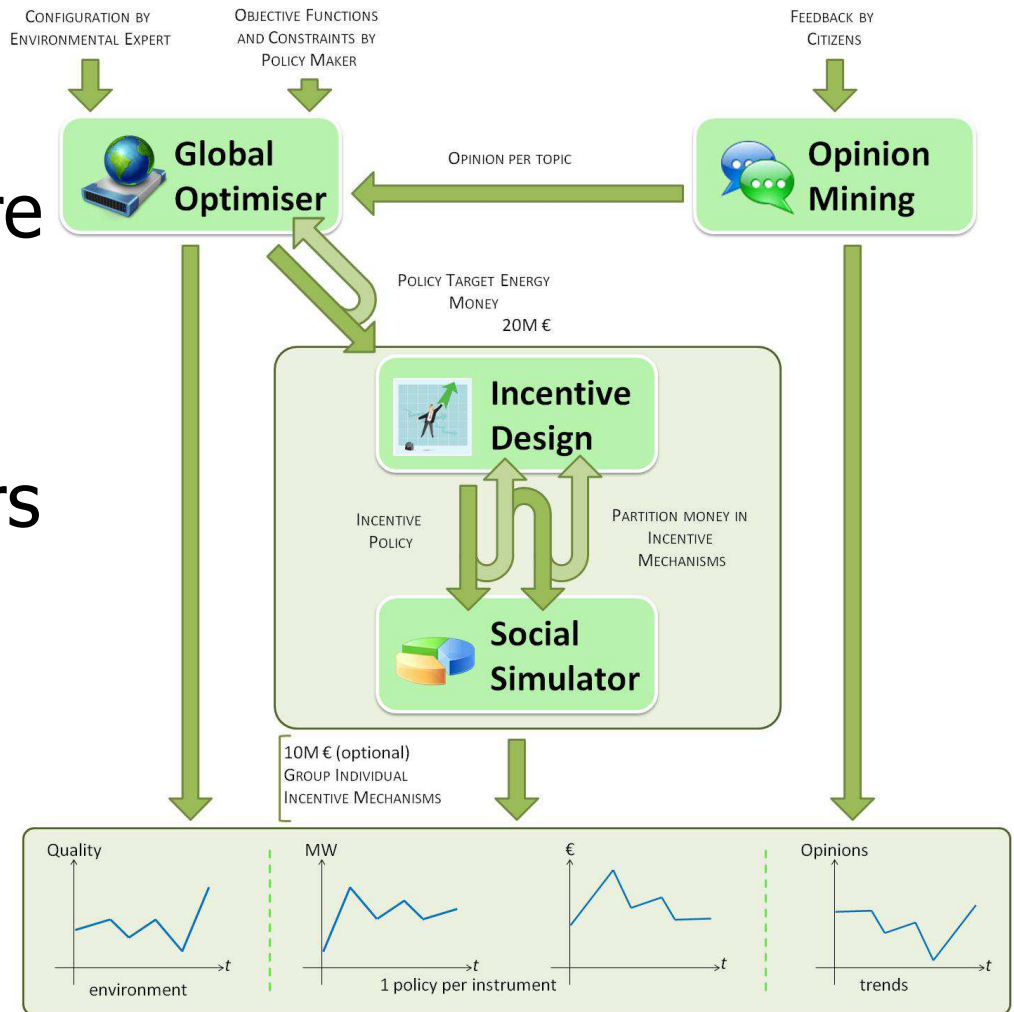 Configuration by
Environmental Expert
Objective Functions
and Constraints by
Policy Maker
Feedback by
Citizens
Global
Optimiser
Opinion per topic
Opinion
Mining
re
Policy Target Energy
Money
20M €
Incentive
Design
rs
Incentive
Policy
Partition money in
Incentive
Mechanisms
Social
Simulator
10M € (optional)
Group Individual
Incentive Mechanisms
Quality
t
environment
MW
t
€
t
1 policy per instrument
Opinions
t
trends